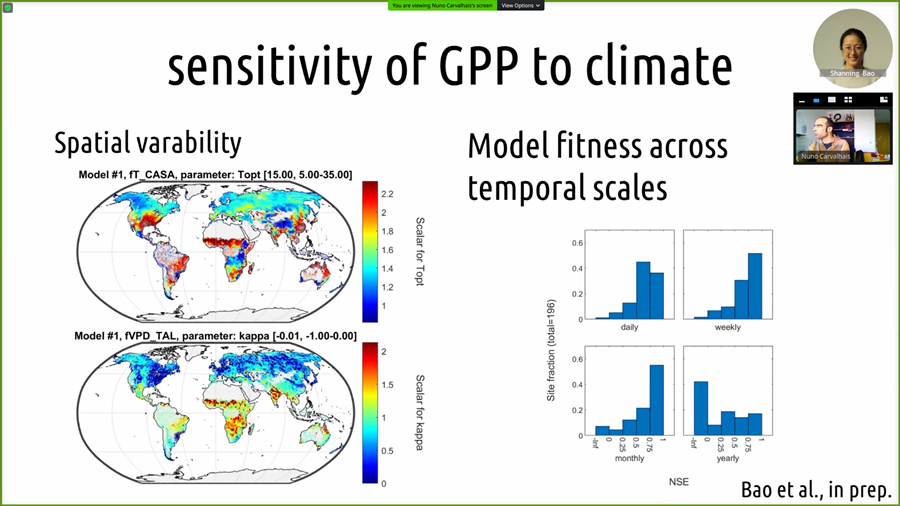 You are viewing Nuno Carvalhais's screen
View Options
sensitivity of GPP to climate
Shanning Bao
Nuno Carvalhais
Spatial varability
Model #1, fT_CASA, parameter: Topt [15.00, 5.00-35.00]
2.2
2
1.8
1.6
1.4
1.2
1
Scalar for Topt
Model #1, fVPD_TAL, parameter: kappa [-0.01, -1.00-0.00]
2
1.5
1
0.5
0
Scalar for kappa
Model fitness across
temporal scales
Site fraction (total=196)
0.6
0.4
0.2
0
daily
weekly
0.6
0.4
0.2
0
-Inf
0
0.25
0.5
0.75
1
monthly
-Inf
0
0.25
0.5
0.75
1
yearly
NSE
Bao et al., in prep.